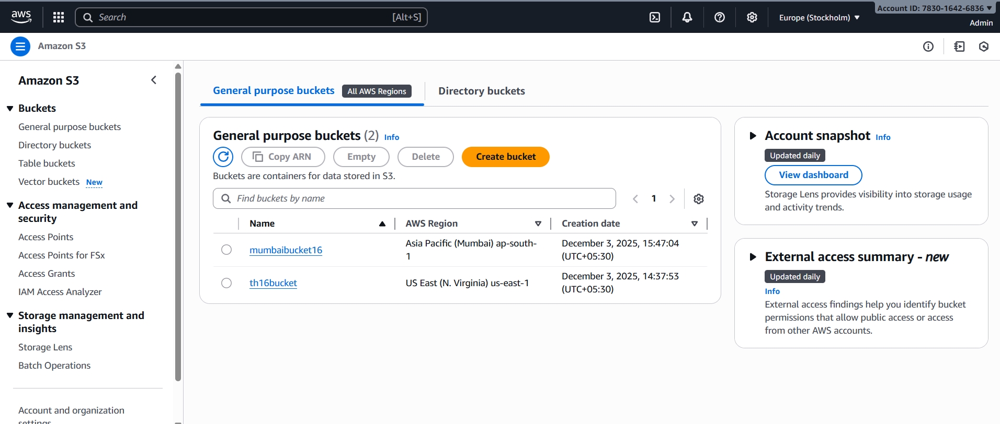 aws
Search
[Alt+S]
Europe (Stockholm)
Account ID: 7830-1642-6836
Admin
Amazon S3
Amazon S3
Buckets
General purpose buckets
Directory buckets
Table buckets
Vector buckets New
Access management and
security
Access Points
Access Points for FSx
Access Grants
IAM Access Analyzer
Storage management and
insights
Storage Lens
Batch Operations
Account and organization
settings
General purpose buckets All AWS Regions
Directory buckets
General purpose buckets (2) Info
Copy ARN
Empty
Delete
Create bucket
Buckets are containers for data stored in S3.
Find buckets by name
1
Name
AWS Region
Creation date
mumbaibucket16
Asia Pacific (Mumbai) ap-south-
1
December 3, 2025, 15:47:04
(UTC+05:30)
th16bucket
US East (N. Virginia) us-east-1
December 3, 2025, 14:37:53
(UTC+05:30)
Account snapshot Info
Updated daily
View dashboard
Storage Lens provides visibility into storage usage
and activity trends.
External access summary - new
Updated daily
Info
External access findings help you identify bucket
permissions that allow public access or access
from other AWS accounts.